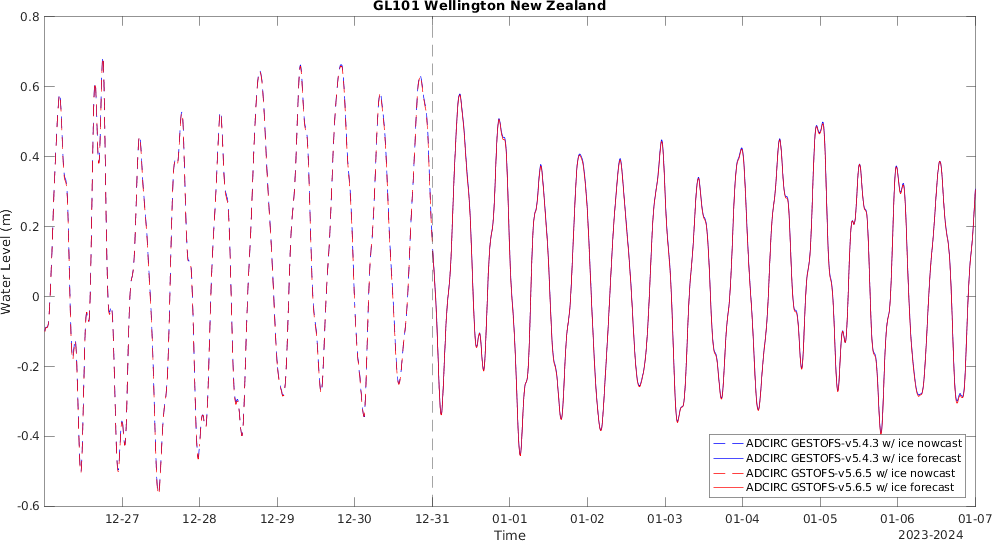 GL101 Wellington New Zealand
Water Level (m)
0.8
0.6
0.4
0.2
0
-0.2
-0.4
-0.6
12-27 12-28 12-29 12-30 12-31 01-01 01-02 01-03 01-04 01-05 01-06 01-07
Time
2023-2024
ADCIRC GESTOFS-v5.4.3 w/ ice nowcast
ADCIRC GESTOFS-v5.4.3 w/ ice forecast
ADCIRC GSTOFS-v5.6.5 w/ ice nowcast
ADCIRC GSTOFS-v5.6.5 w/ ice forecast